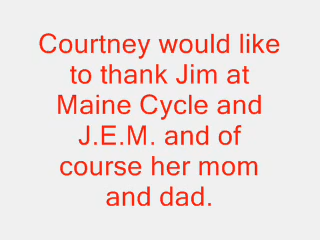 Courtney would like
to thank Jim at
Maine Cycle and
J.E.M. and of
course her mom
and dad.